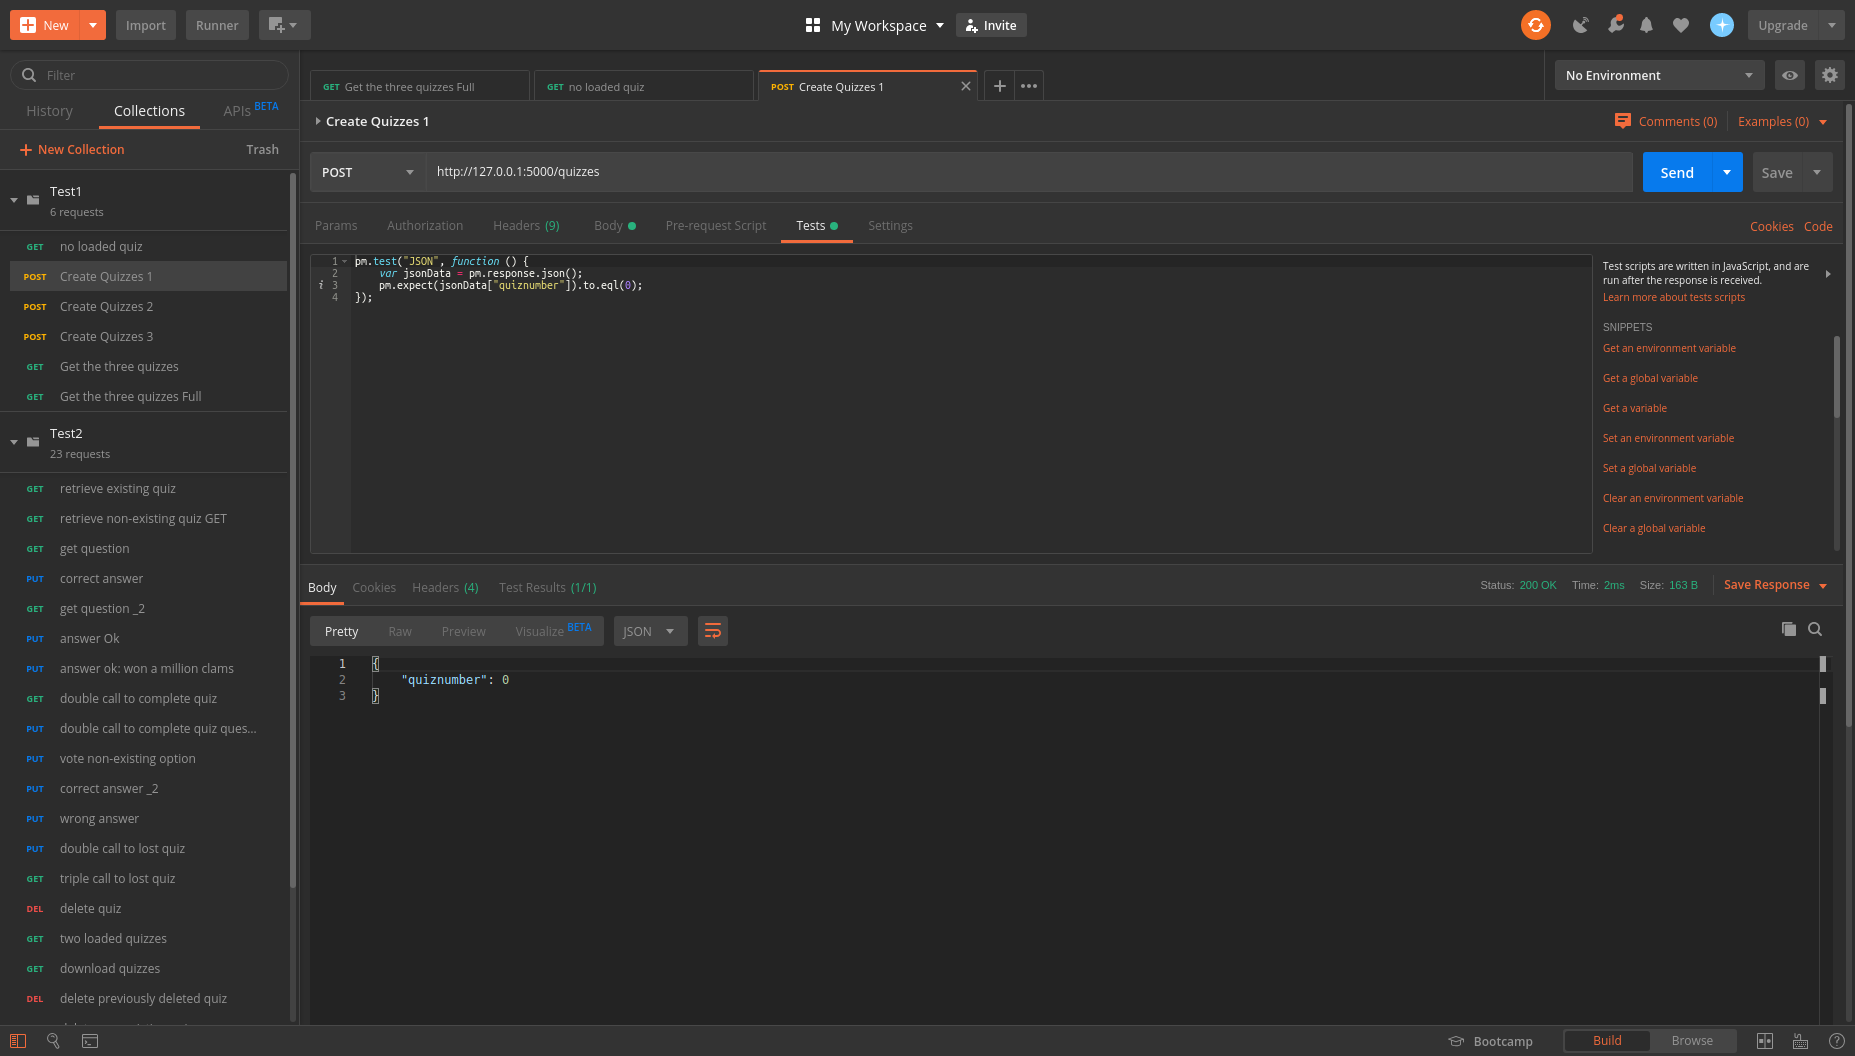 New
Import
Runner
My Workspace
Invite
Upgrade
Filter
History
Collections
APIs BETA
New Collection
Trash
Test1
6 requests
GET no loaded quiz
POST Create Quizzes 1
POST Create Quizzes 2
POST Create Quizzes 3
GET Get the three quizzes
GET Get the three quizzes Full
Test2
23 requests
GET retrieve existing quiz
GET retrieve non-existing quiz GET
GET get question
PUT correct answer
GET get question _2
PUT answer Ok
PUT answer ok: won a million clams
GET double call to complete quiz
PUT double call to complete quiz ques...
PUT vote non-existing option
PUT correct answer _2
PUT wrong answer
PUT double call to lost quiz
GET triple call to lost quiz
DEL delete quiz
GET two loaded quizzes
GET download quizzes
DEL delete previously deleted quiz
GET Get the three quizzes Full
GET no loaded quiz
POST Create Quizzes 1
No Environment
Create Quizzes 1
Comments (0)
Examples (0)
POST
http://127.0.0.1:5000/quizzes
Send
Save
Params
Authorization
Headers (9)
Body
Pre-request Script
Tests
Settings
Cookies
Code
1 pm.test("JSON", function () {
2 var jsonData = pm.response.json();
i 3 pm.expect(jsonData["quiznumber"]).to.eql(0);
4 });
Test scripts are written in JavaScript, and are
run after the response is received.
Learn more about tests scripts
SNIPPETS
Get an environment variable
Get a global variable
Get a variable
Set an environment variable
Set a global variable
Clear an environment variable
Clear a global variable
Body
Cookies
Headers (4)
Test Results (1/1)
Status: 200 OK
Time: 2ms
Size: 163 B
Save Response
Pretty
Raw
Preview
Visualize BETA
JSON
1 {
2 "quiznumber": 0
3 }
Bootcamp
Build
Browse